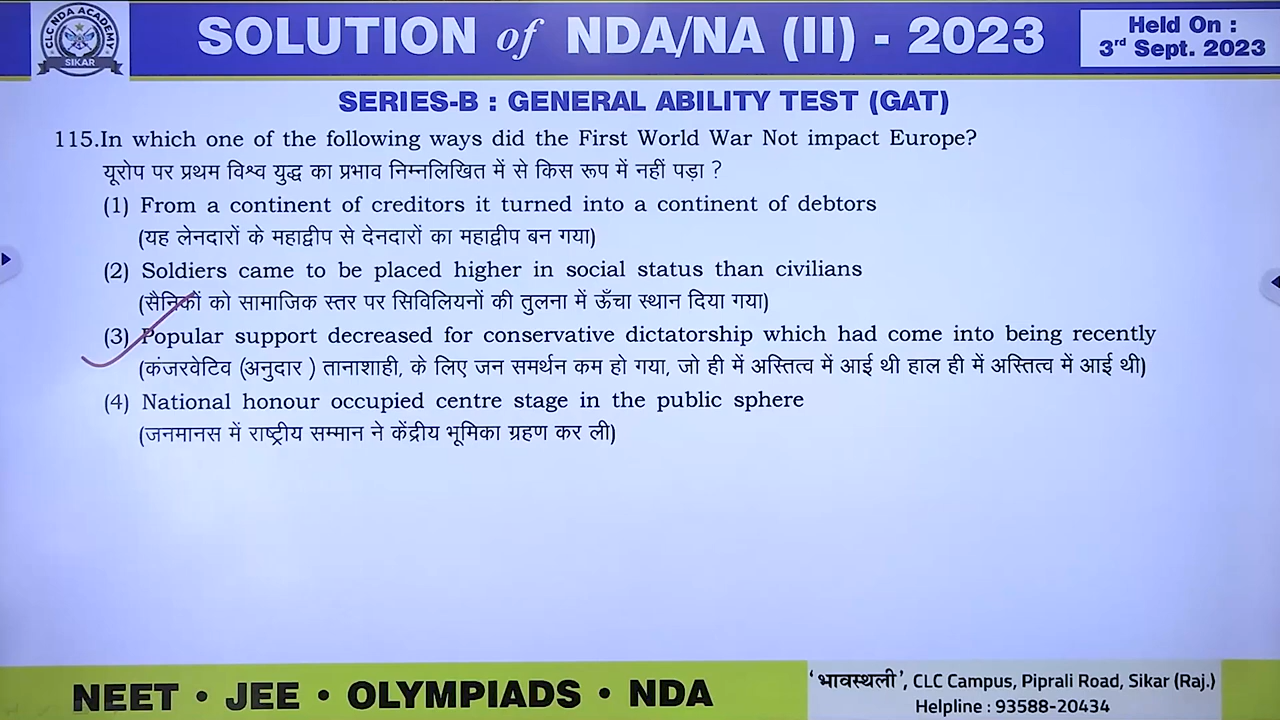 CLC NDA ACADEMY
SIKAR
SOLUTION of NDA/NA (II) - 2023
Held On :
3rd Sept. 2023
SERIES-B : GENERAL ABILITY TEST (GAT)
115.In which one of the following ways did the First World War Not impact Europe?
यूरोप पर प्रथम विश्व युद्ध का प्रभाव निम्नलिखित में से किस रूप में नहीं पड़ा ?
(1) From a continent of creditors it turned into a continent of debtors
(यह लेनदारों के महाद्वीप से देनदारों का महाद्वीप बन गया)
(2) Soldiers came to be placed higher in social status than civilians
(सैनिकों को सामाजिक स्तर पर सिविलियनों की तुलना में ऊँचा स्थान दिया गया)
(3) Popular support decreased for conservative dictatorship which had come into being recently
(कंजरवेटिव (अनुदार ) तानाशाही, के लिए जन समर्थन कम हो गया, जो ही में अस्तित्व में आई थी हाल ही में अस्तित्व में आई थी)
(4) National honour occupied centre stage in the public sphere
(जनमानस में राष्ट्रीय सम्मान ने केंद्रीय भूमिका ग्रहण कर ली)
NEET • JEE • OLYMPIADS • NDA
'भावस्थली', CLC Campus, Piprali Road, Sikar (Raj.)
Helpline : 93588-20434